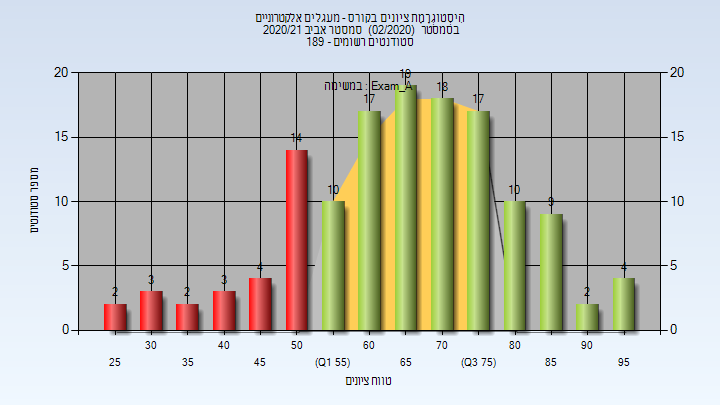 הִיסְטוֹגְרַמַת ציונים בקורס - מעגלים אלקטרוניים
בסמסטר (02/2020) סמסטר אביב 2020/21
סטודנטים רשומים - 189
במשימה : Exam_A
מספר סטודנטים
20 15 10 5 0
20 15 10 5 0
2 3 2 3 4 14 10 17 19 18 17 10 9 2 4
30 40 50 60 70 80 90
25 35 45 (Q1 55) 65 (Q3 75) 85 95
טווח ציונים